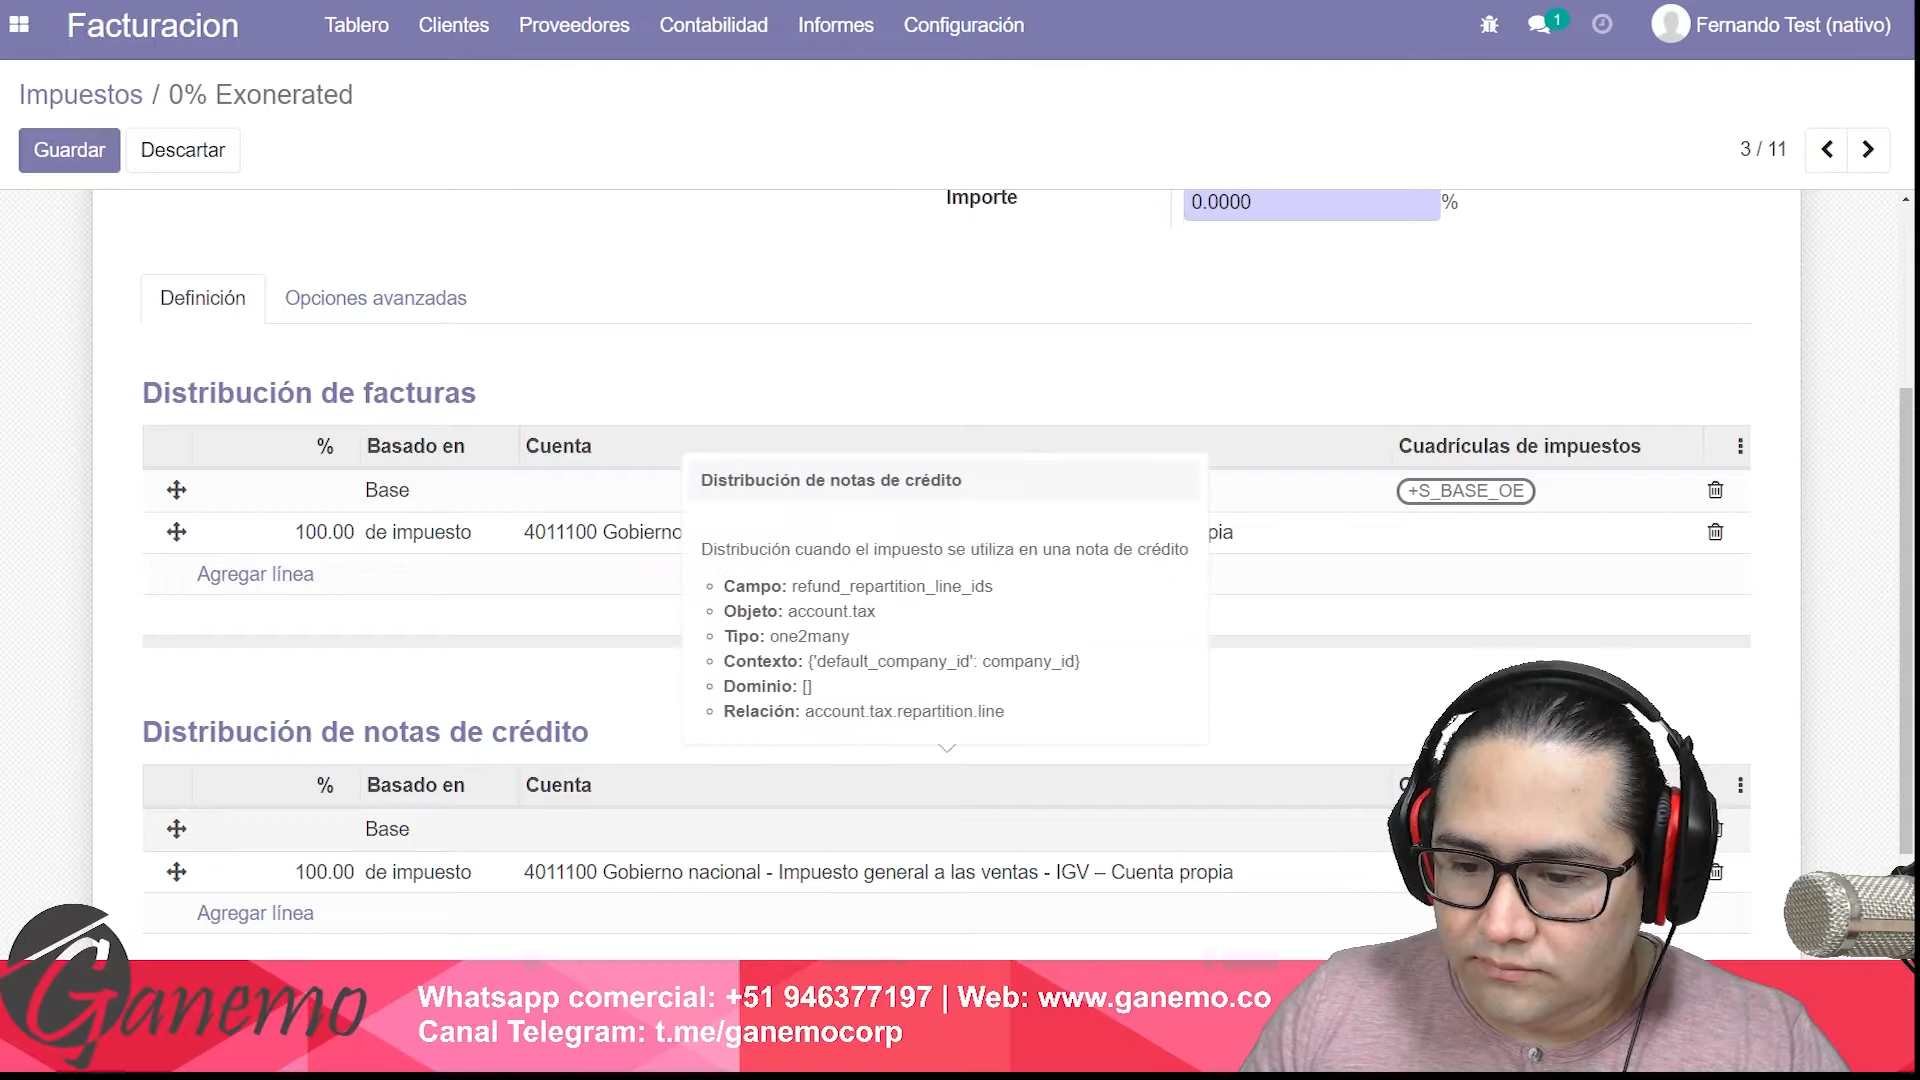 Facturacion Tablero Clientes Proveedores Contabilidad Informes Configuración 1 Fernando Test (nativo)
Impuestos / 0% Exonerated
Guardar Descartar 3 / 11
Importe 0.0000 %
Definición Opciones avanzadas
Distribución de facturas
% Basado en Cuenta Cuadrículas de impuestos
Base +S_BASE_OE
100.00 de impuesto 4011100 Gobierno pia
Agregar línea
Distribución de notas de crédito
Distribución cuando el impuesto se utiliza en una nota de crédito
Campo: refund_repartition_line_ids
Objeto: account.tax
Tipo: one2many
Contexto: {'default_company_id': company_id}
Dominio: []
Relación: account.tax.repartition.line
Distribución de notas de crédito
% Basado en Cuenta
Base
100.00 de impuesto 4011100 Gobierno nacional - Impuesto general a las ventas - IGV – Cuenta propia
Agregar línea
Ganemo
Whatsapp comercial: +51 946377197 | Web: www.ganemo.co
Canal Telegram: t.me/ganemocorp